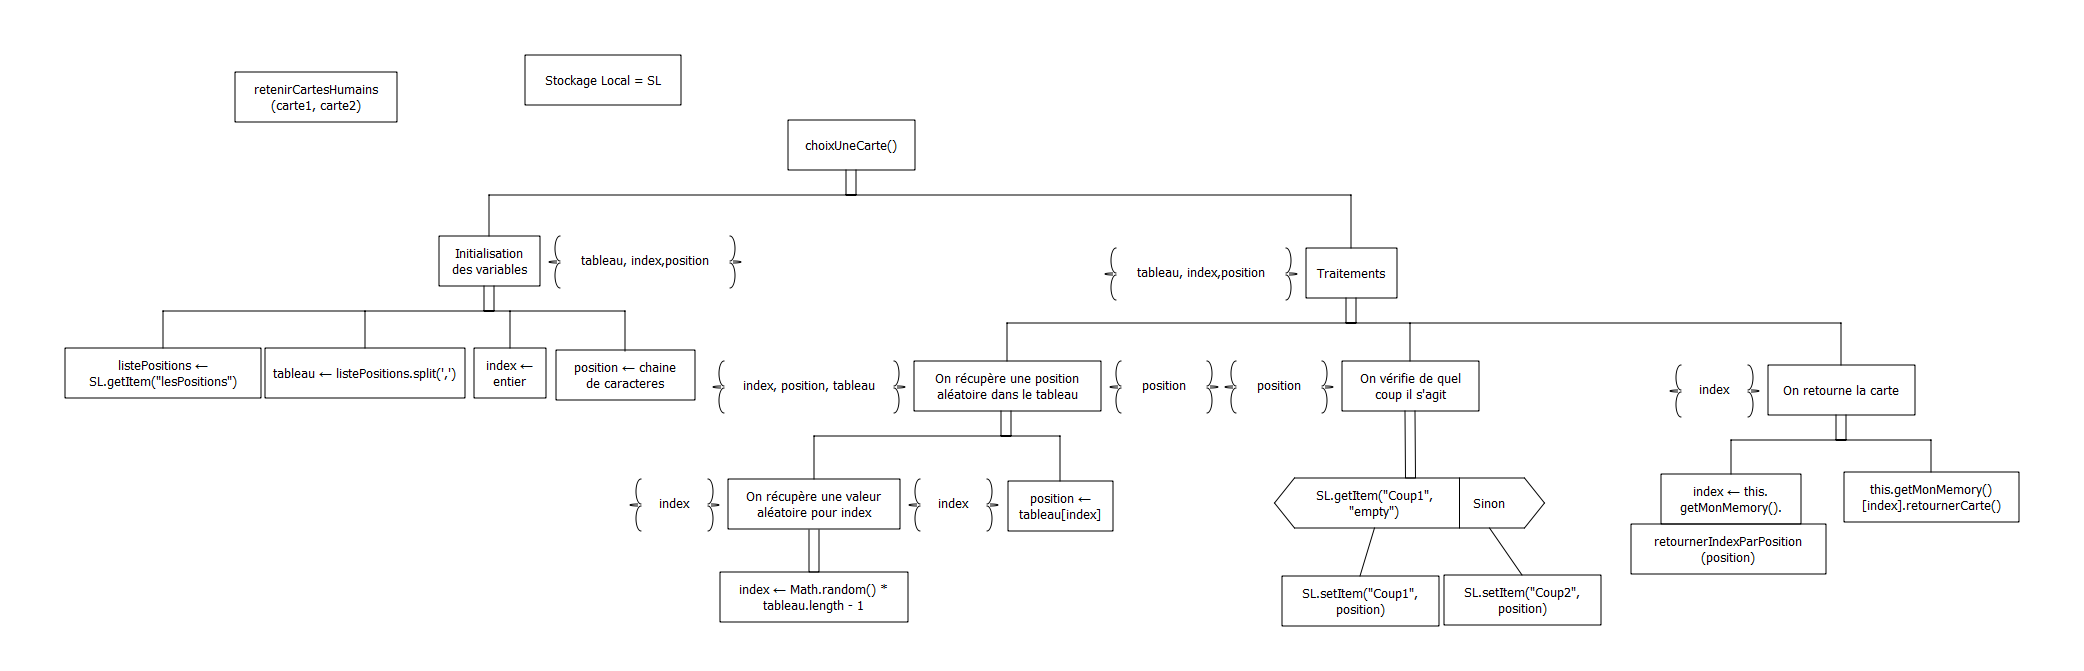 Stockage Local = SL
retenirCartesHumains
(carte1, carte2)
choixUneCarte()
Initialisation
des variables
tableau, index,position
tableau, index,position
Traitements
listePositions ←
SL.getItem("lesPositions")
tableau ← listePositions.split(',')
index ←
entier
position ← chaine
de caracteres
index, position, tableau
On récupère une position
aléatoire dans le tableau
position
position
On vérifie de quel
coup il s'agit
index
On retourne la carte
index
On récupère une valeur
aléatoire pour index
index
position ←
tableau[index]
SL.getItem("Coup1",
"empty")
Sinon
index ← this.
getMonMemory().
retournerIndexParPosition
(position)
this.getMonMemory()
[index].retournerCarte()
index ← Math.random() *
tableau.length - 1
SL.setItem("Coup1",
position)
SL.setItem("Coup2",
position)